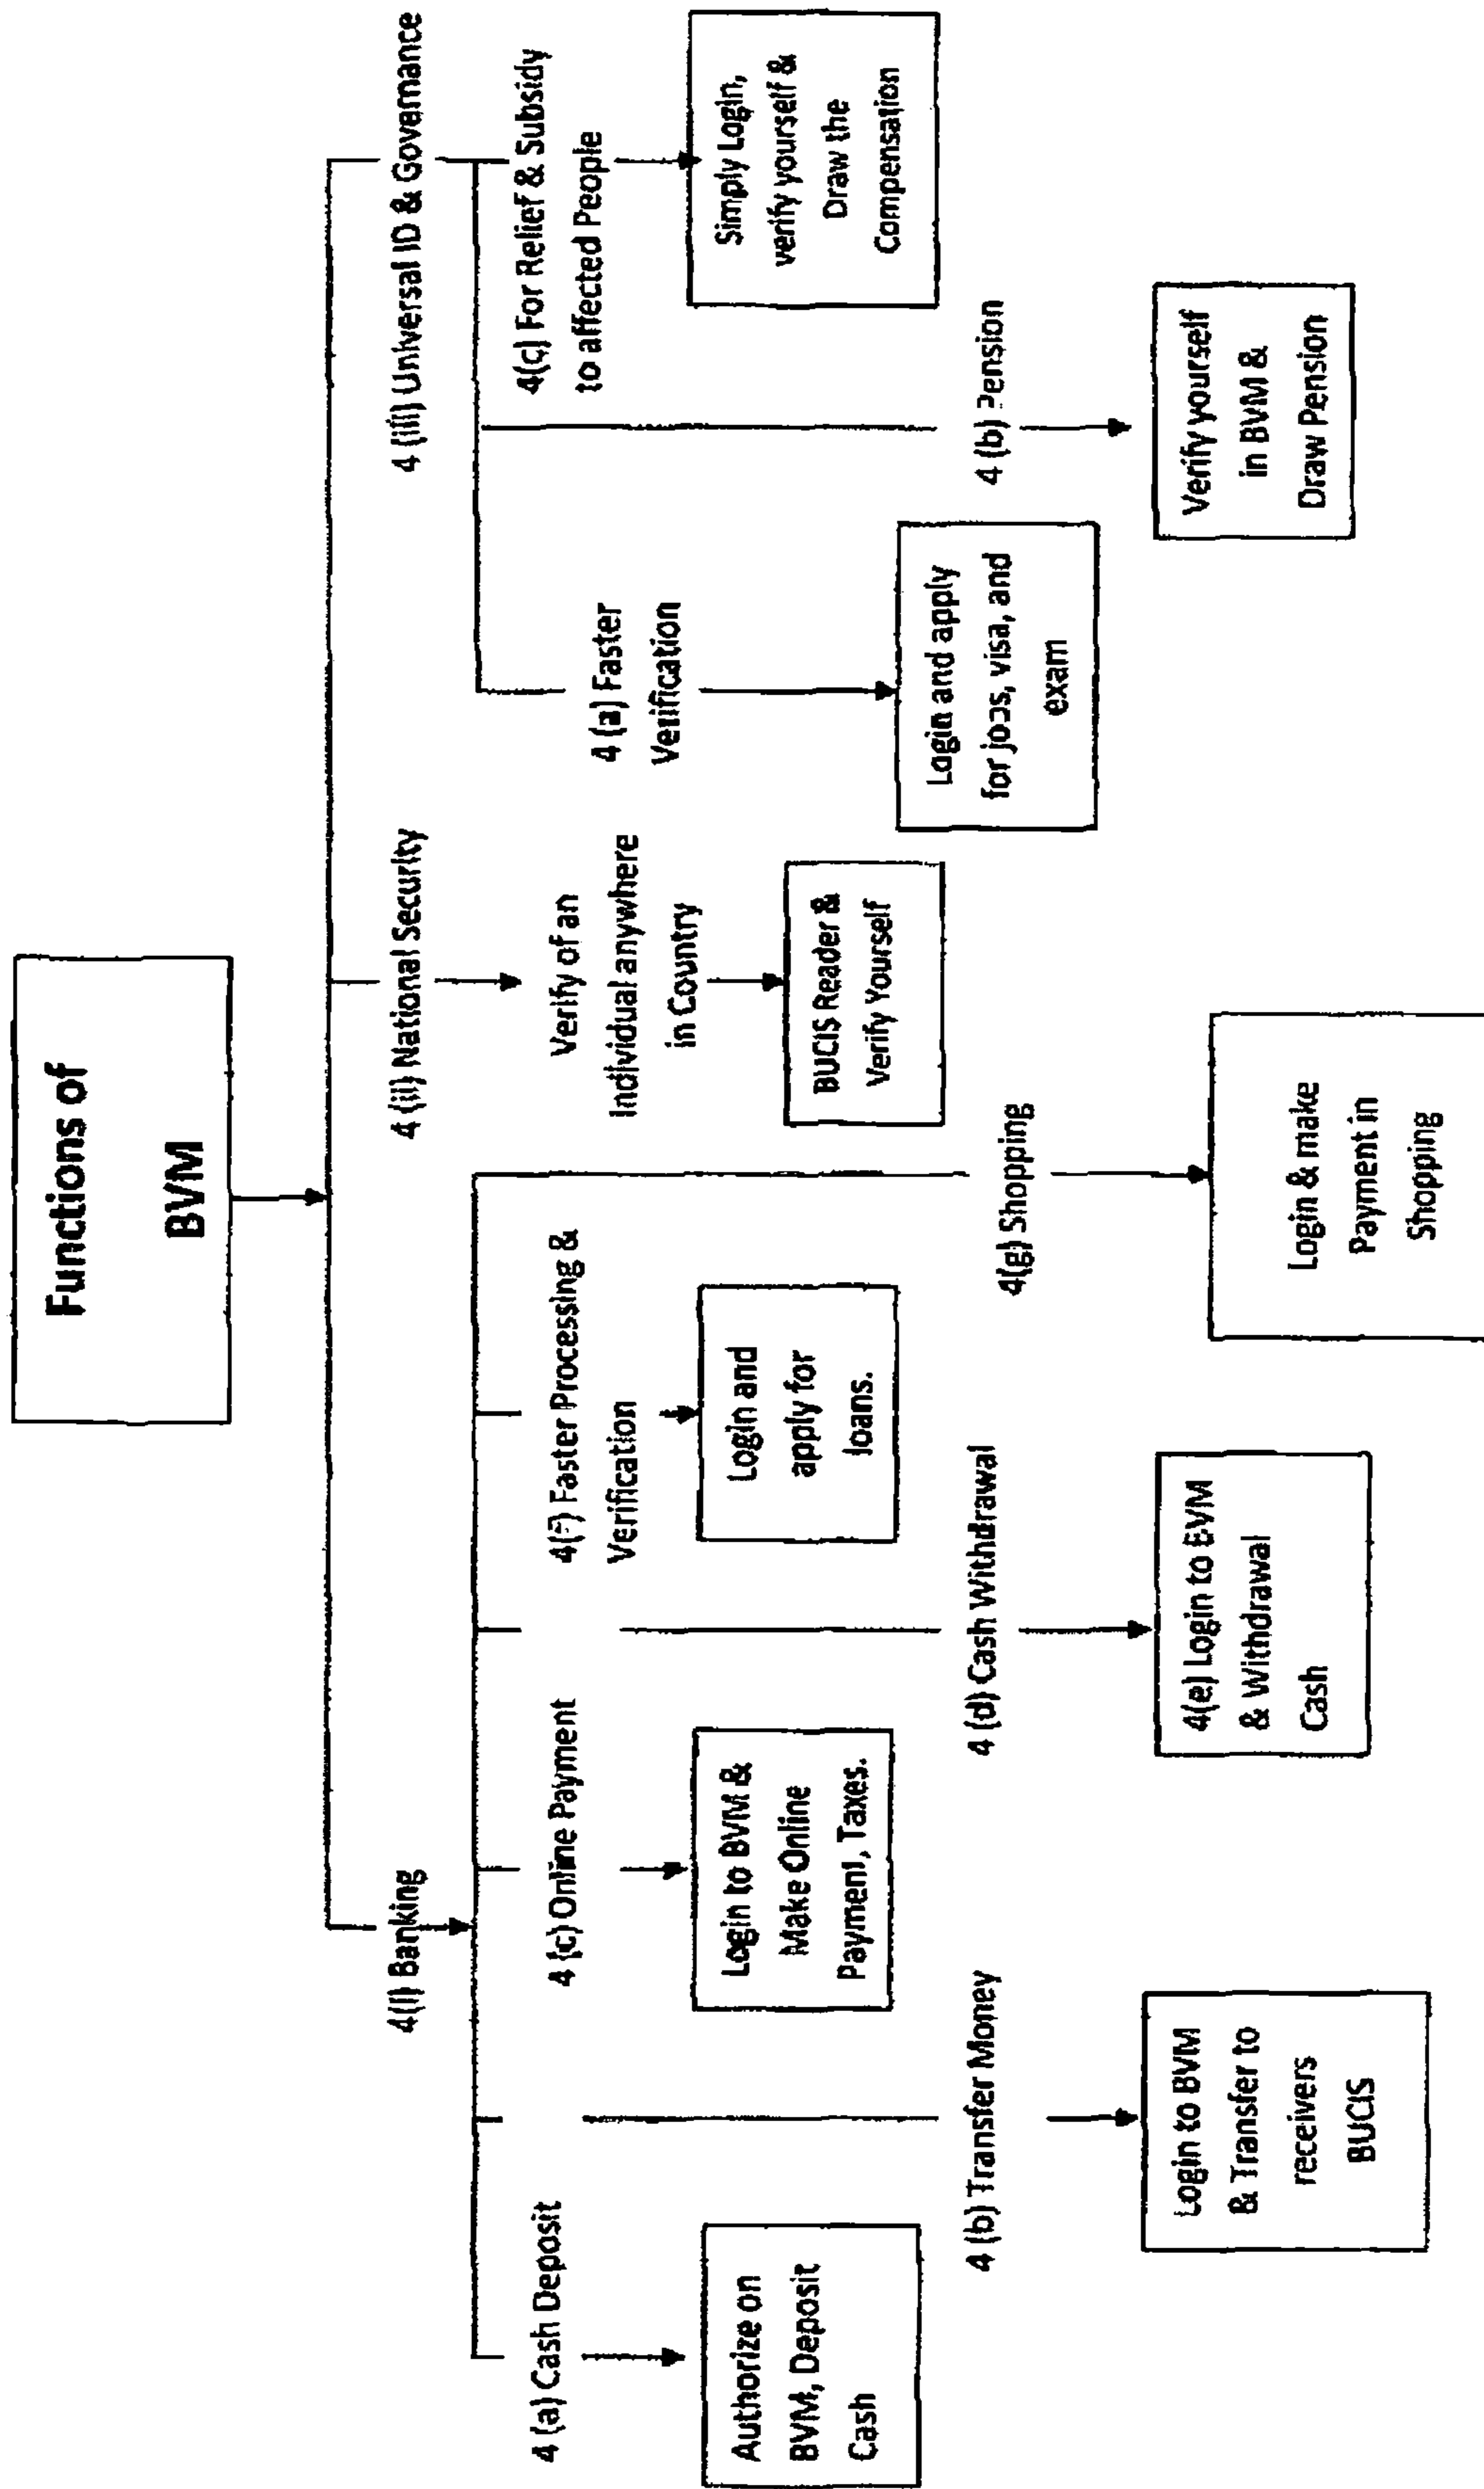 Functions of
BVM
4(i) Banking
4 (ii) National Security
4 (iii) Universal ID & Governance
4 (a) Cash Deposit
Authorize on
BVM, Deposit
Cash
4 (b) Transfer Money
Login to BVM
& Transfer to
receivers
BUCIS
4 (c) Online Payment
Login to BVM &
Make Online
Payment, Taxes.
4 (d) Cash Withdrawal
4(e) Login to BVM
& Withdrawal
Cash
4(f) Faster Processing &
Verification
Login and
apply for
loans.
4(g) Shopping
Login & make
Payment in
Shopping
Verify of an
Individual anywhere
in Country
BUCIS Reader &
Verify Yourself
4 (a) Faster
Verification
Login and apply
for jobs, visa, and
exam
4 (b) Pension
Verify yourself
in BVM &
Draw Pension
4(c) For Relief & Subsidy
to affected People
Simply Login,
verify yourself &
Draw the
Compensation